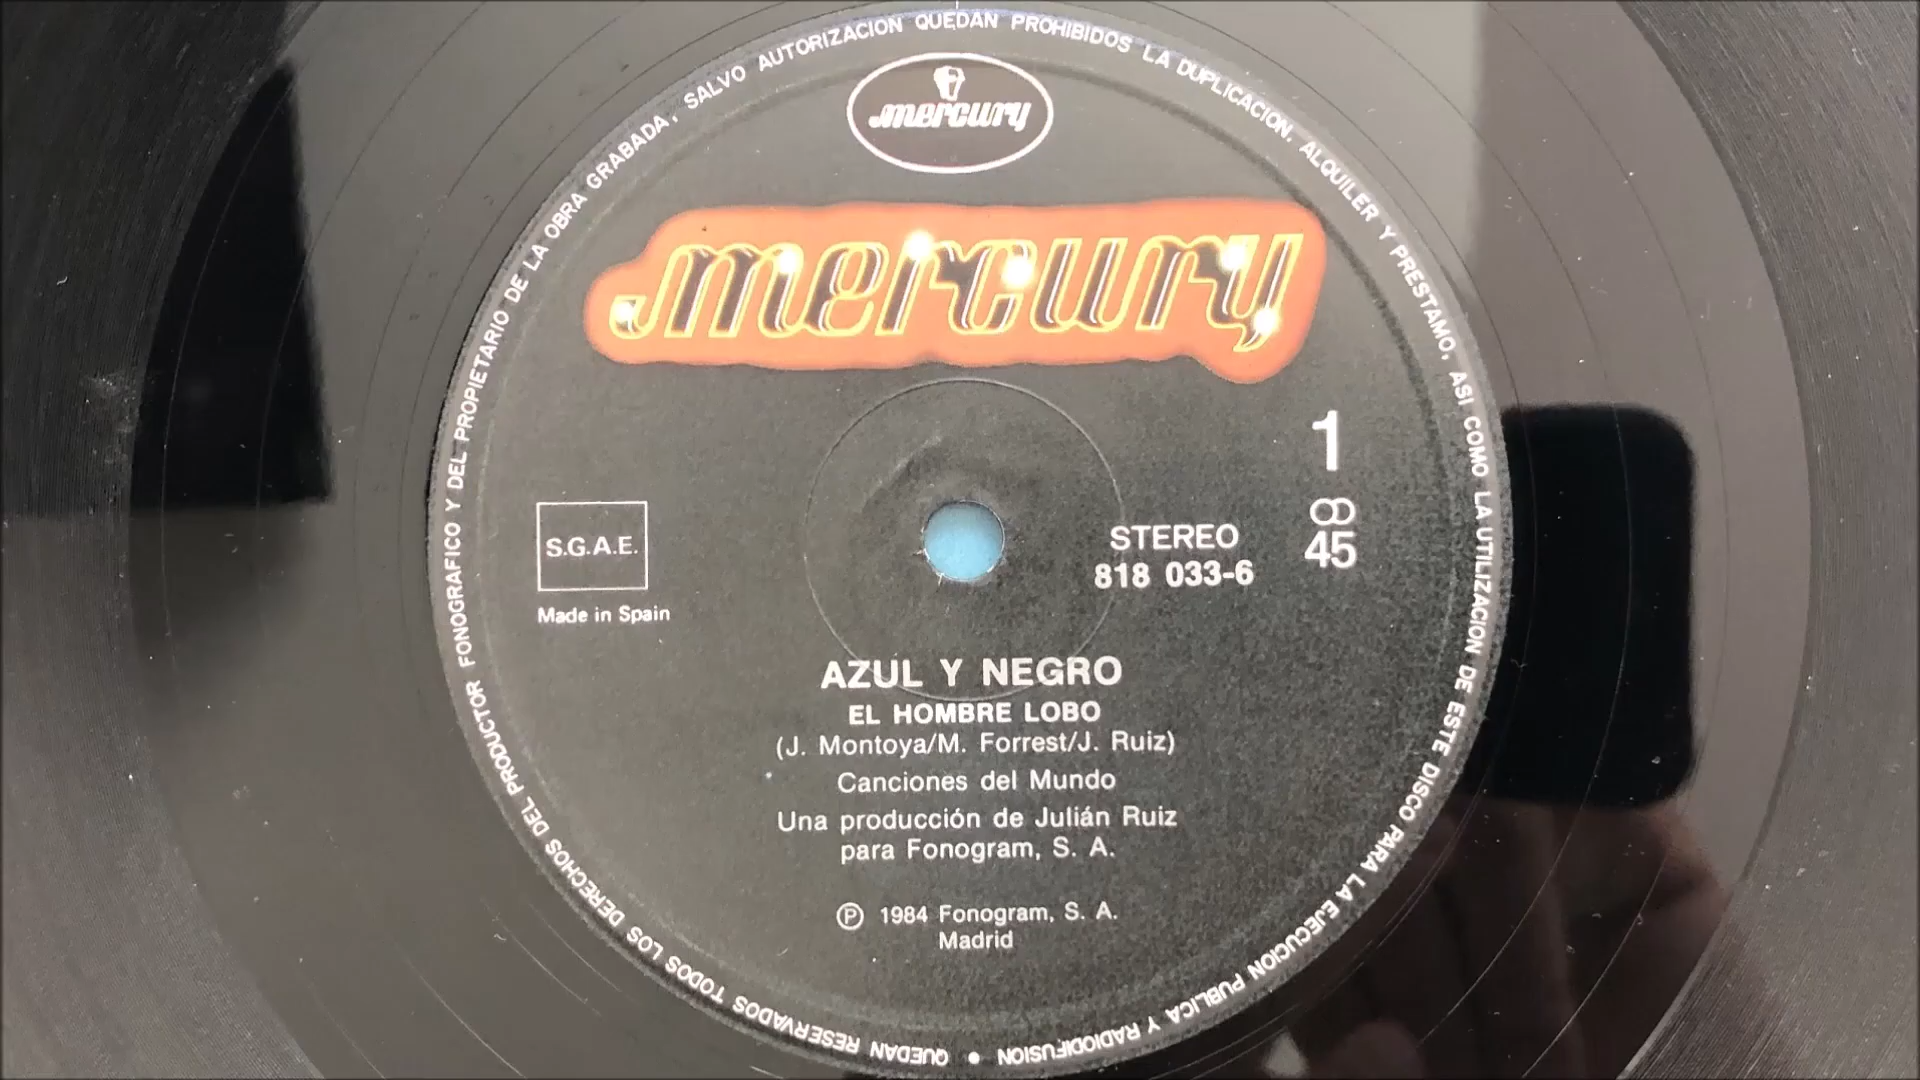 QUEDAN RESERVADOS TODOS LOS DERECHOS DEL PRODUCTOR FONOGRAFICO Y DEL PROPIETARIO DE LA OBRA GRABADA, SALVO AUTORIZACION QUEDAN PROHIBIDOS LA DUPLICACION, ALQUILER Y PRESTAMO, ASI COMO LA UTILIZACION DE ESTE DISCO PARA LA EJECUCION PUBLICA Y RADIODIFUSION •
mercury
mercury
1
S.G.A.E.
Made in Spain
STEREO
818 033-6
45
AZUL Y NEGRO
EL HOMBRE LOBO
(J. Montoya/M. Forrest/J. Ruiz)
Canciones del Mundo
Una producción de Julián Ruiz
para Fonogram, S. A.
Ⓟ 1984 Fonogram, S. A.
Madrid